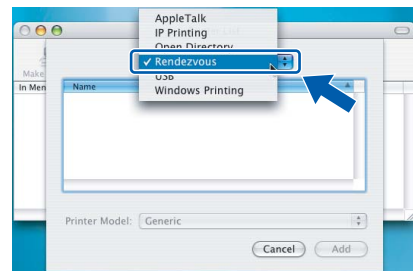 AppleTalk
IP Printing
Open Directory
✓ Rendezvous
USB
Windows Printing
Make
In Men
Name
Printer Model: Generic
Cancel Add